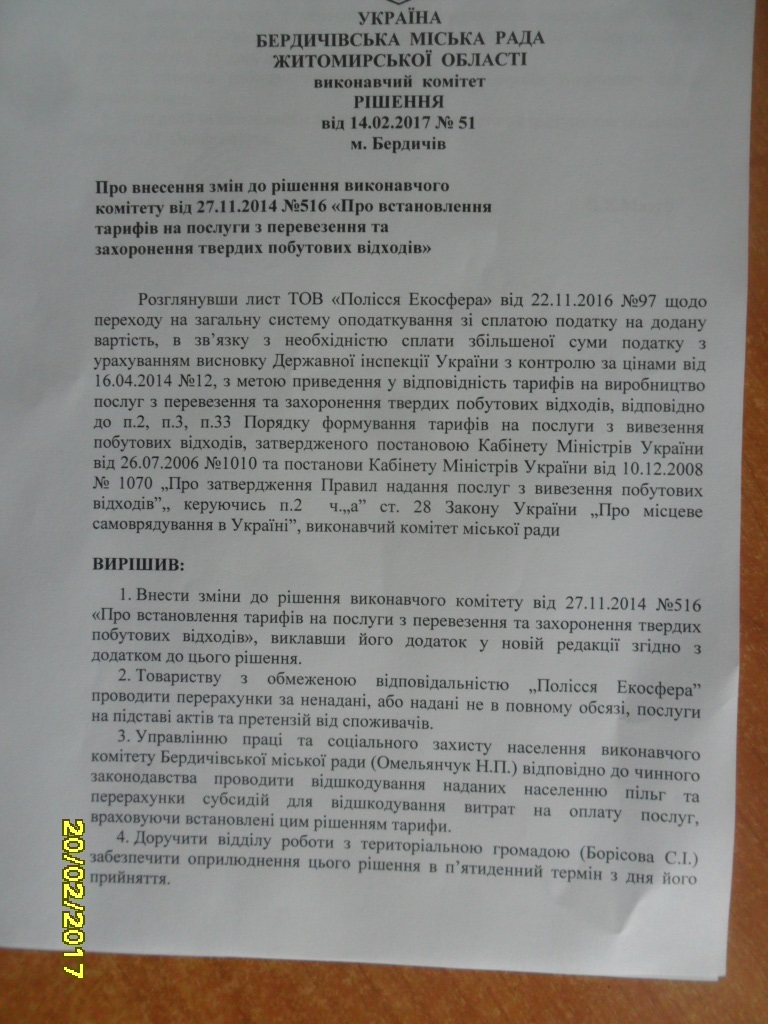 УКРАЇНА
БЕРДИЧІВСЬКА МІСЬКА РАДА
ЖИТОМИРСЬКОЇ ОБЛАСТІ
виконавчий комітет
РІШЕННЯ
від 14.02.2017 № 51
м. Бердичів
Про внесення змін до рішення виконавчого
комітету від 27.11.2014 №516 «Про встановлення
тарифів на послуги з перевезення та
захоронення твердих побутових відходів»
Розглянувши лист ТОВ «Полісся Екосфера» від 22.11.2016 №97 щодо
переходу на загальну систему оподаткування зі сплатою податку на додану
вартість, в зв’язку з необхідністю сплати збільшеної суми податку з
урахуванням висновку Державної інспекції України з контролю за цінами від
16.04.2014 №12, з метою приведення у відповідність тарифів на виробництво
послуг з перевезення та захоронення твердих побутових відходів, відповідно
до п.2, п.3, п.33 Порядку формування тарифів на послуги з вивезення
побутових відходів, затвердженого постановою Кабінету Міністрів України
від 26.07.2006 №1010 та постанови Кабінету Міністрів України від 10.12.2008
№ 1070 „Про затвердження Правил надання послуг з вивезення побутових
відходів”„ керуючись п.2 ч.„а” ст. 28 Закону України „Про місцеве
самоврядування в Україні”, виконавчий комітет міської ради
ВИРІШИВ:
1. Внести зміни до рішення виконавчого комітету від 27.11.2014 №516
«Про встановлення тарифів на послуги з перевезення та захоронення твердих
побутових відходів», виклавши його додаток у новій редакції згідно з
додатком до цього рішення.
2. Товариству з обмеженою відповідальністю „Полісся Екосфера”
проводити перерахунки за ненадані, або надані не в повному обсязі, послуги
на підставі актів та претензій від споживачів.
3. Управлінню праці та соціального захисту населення виконавчого
комітету Бердичівської міської ради (Омельянчук Н.П.) відповідно до чинного
законодавства проводити відшкодування наданих населенню пільг та
перерахунки субсидій для відшкодування витрат на оплату послуг,
враховуючи встановлені цим рішенням тарифи.
4. Доручити відділу роботи з територіальною громадою (Борісова С.І.)
забезпечити оприлюднення цього рішення в п’ятиденний термін з дня його
прийняття.
20/02/2017